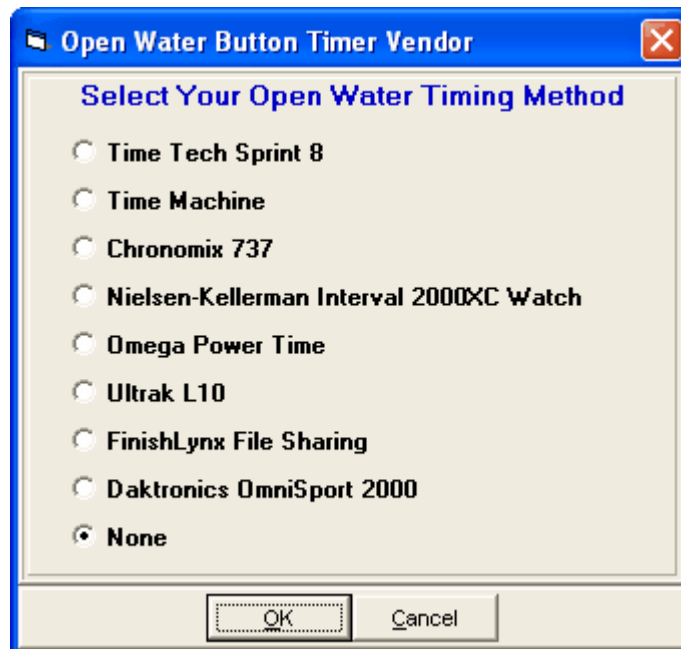 Open Water Button Timer Vendor
Select Your Open Water Timing Method
Time Tech Sprint 8
Time Machine
Chronomix 737
Nielsen-Kellerman Interval 2000XC Watch
Omega Power Time
Ultrak L10
FinishLynx File Sharing
Daktronics OmniSport 2000
None
OK Cancel